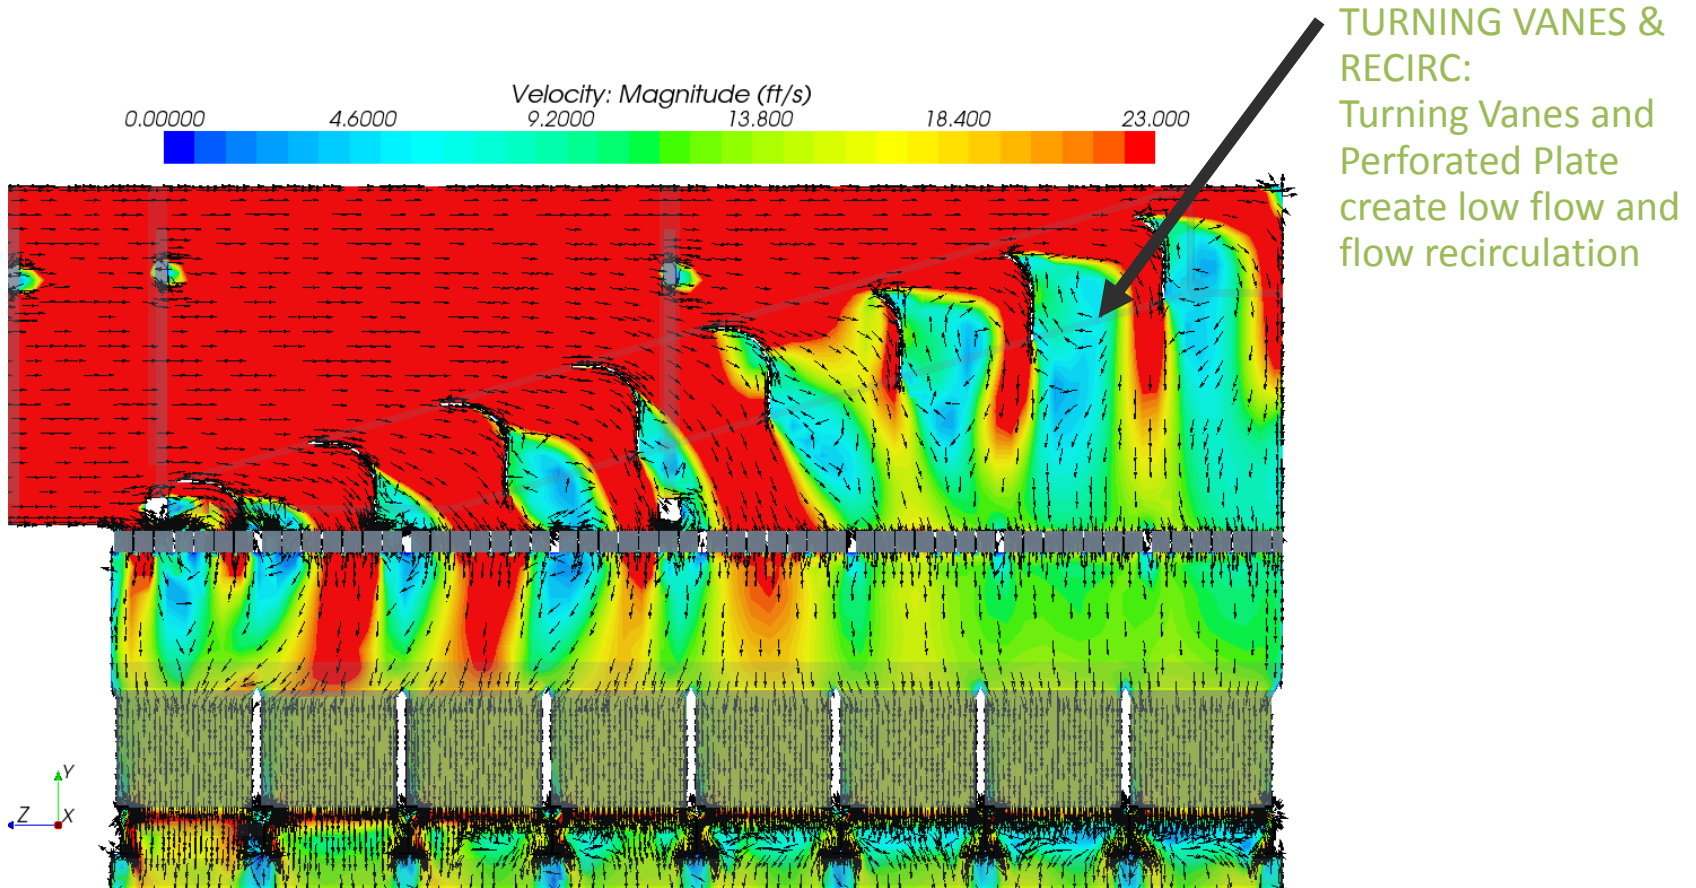 TURNING VANES &
RECIRC:
Turning Vanes and
Perforated Plate
create low flow and
flow recirculation
Velocity: Magnitude (ft/s)
0.00000 4.6000 9.2000 13.800 18.400 23.000
Y
Z X